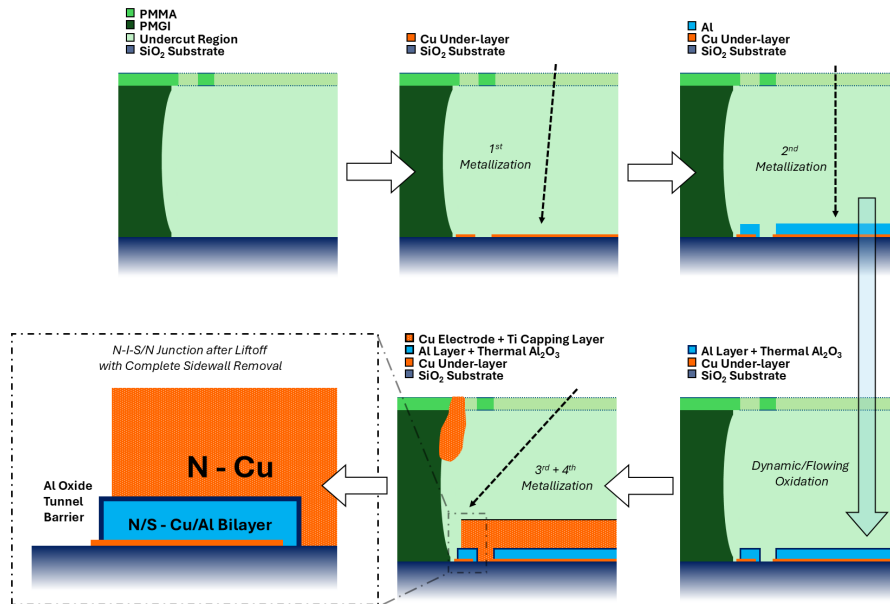 PMMA
PMGI
Undercut Region
SiO₂ Substrate
Cu Under-layer
SiO₂ Substrate
1st
Metallization
Al
Cu Under-layer
SiO₂ Substrate
2nd
Metallization
N-I-S/N Junction after Liftoff
with Complete Sidewall Removal
N - Cu
Al Oxide
Tunnel
Barrier
N/S - Cu/Al Bilayer
Cu Electrode + Ti Capping Layer
Al Layer + Thermal Al₂O₃
Cu Under-layer
SiO₂ Substrate
3rd + 4th
Metallization
Al Layer + Thermal Al₂O₃
Cu Under-layer
SiO₂ Substrate
Dynamic/Flowing
Oxidation